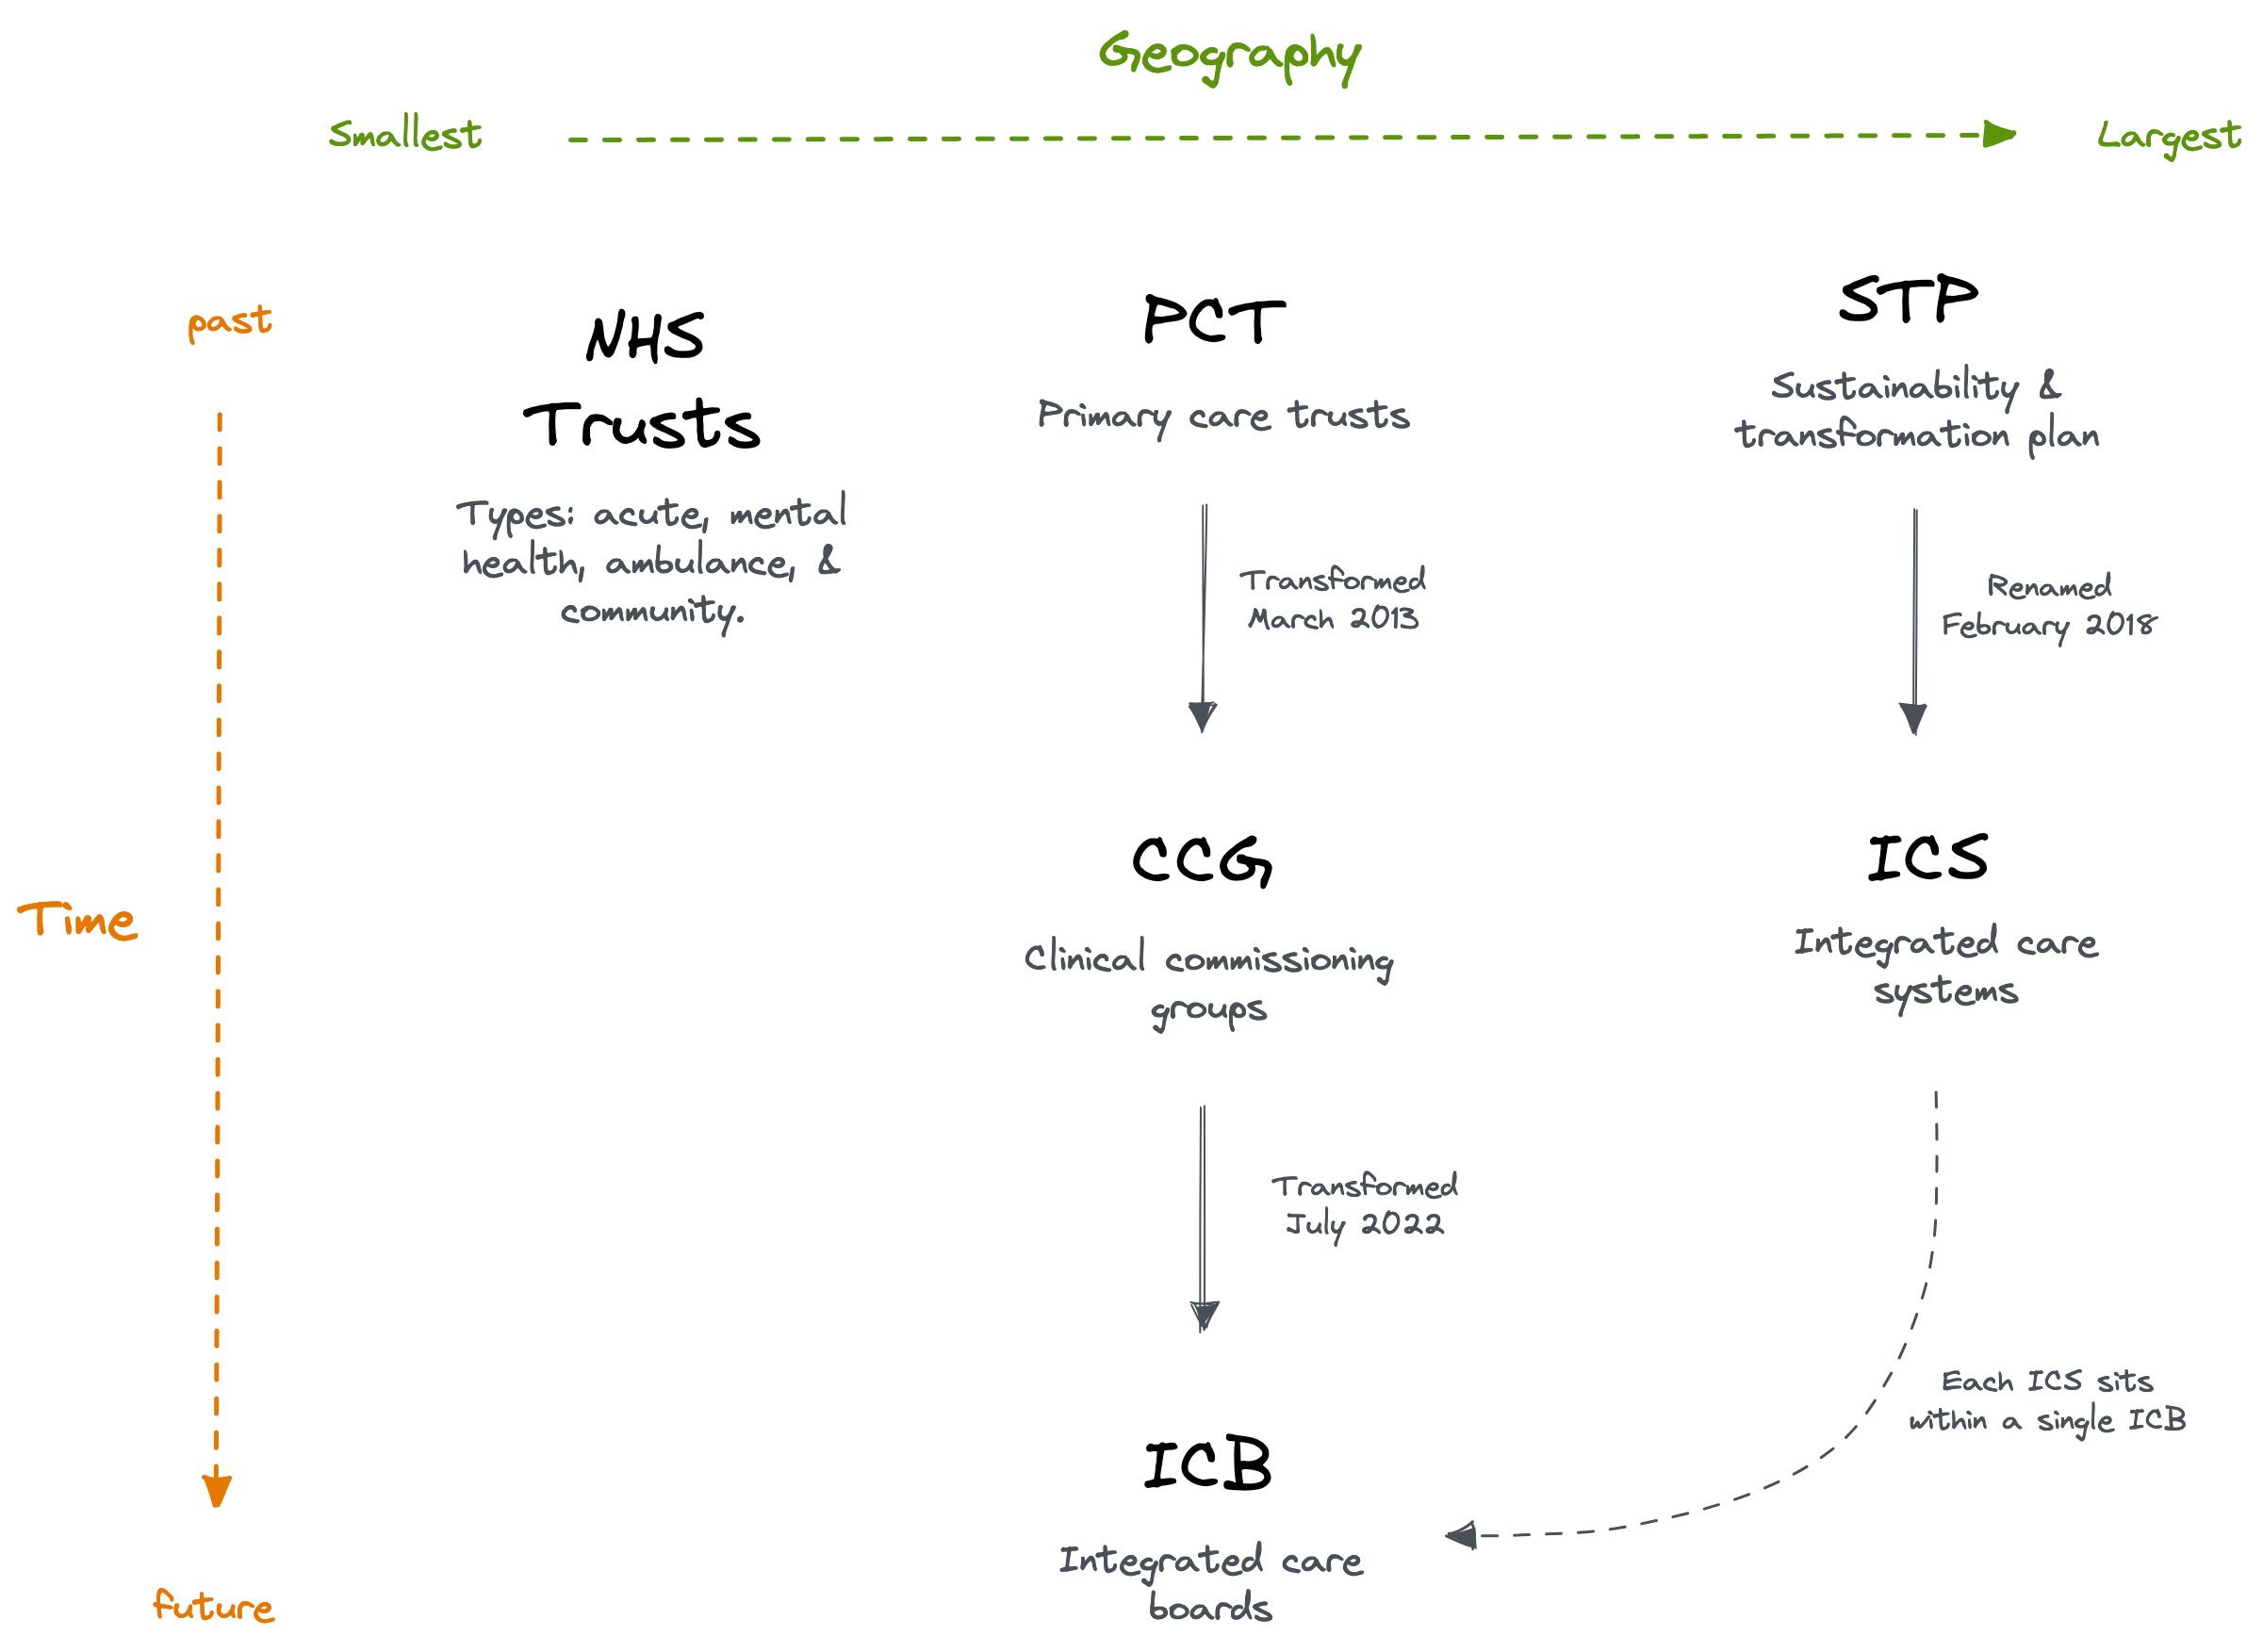 Geography
Smallest
Largest
past
NHS
Trusts
Types: acute, mental
health, ambulance, &
community.
PCT
Primary care trusts
STP
Sustainability &
transformation plan
Transformed
March 2013
Renamed
February 2018
Time
CCG
Clinical commissioning
groups
ICS
Integrated care
systems
Transformed
July 2022
Each ICS sits
within a single ICB
ICB
Integrated care
boards
future